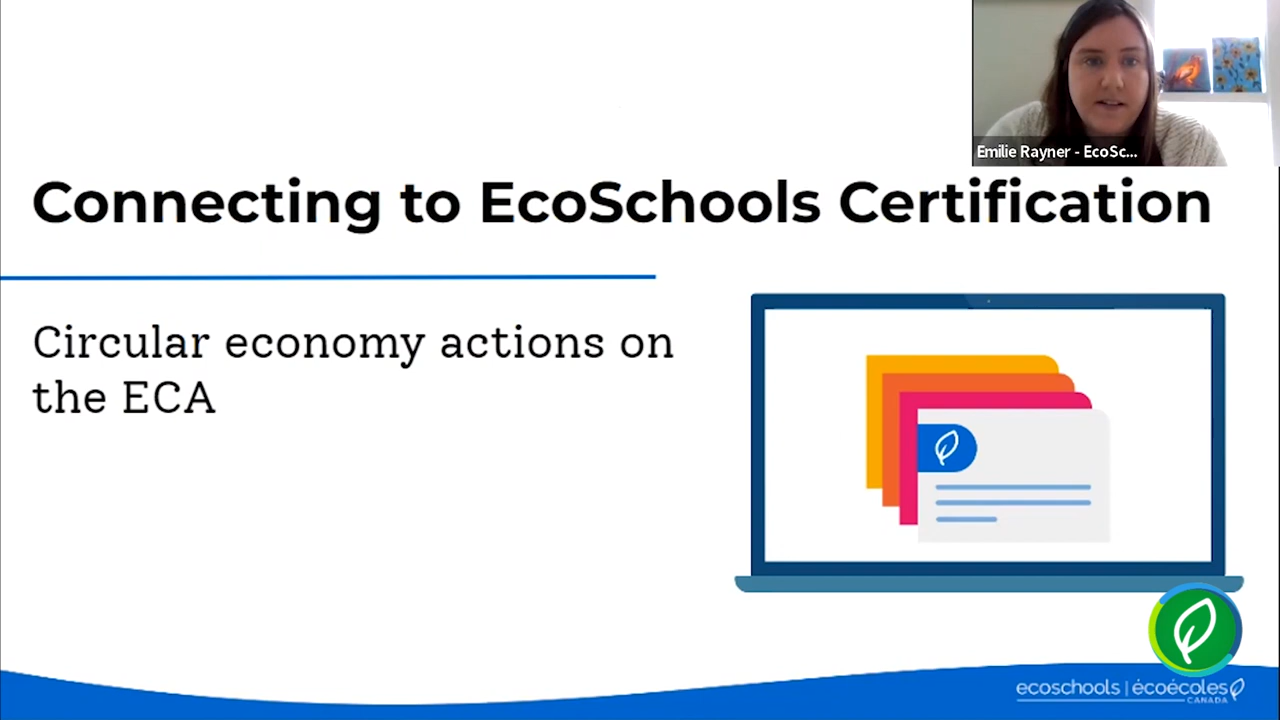 Emilie Rayner - EcoSc...
Connecting to EcoSchools Certification
Circular economy actions on
the ECA
ecoschools | écoécoles
CANADA